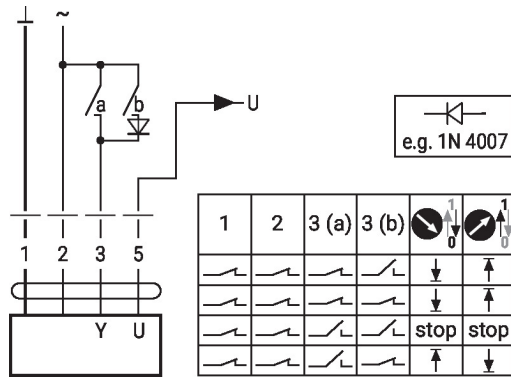 ~
a b
U
e.g. 1N 4007
1 2 3 5
Y U
1 2 3 (a) 3 (b) 1 0 1 0
stop stop